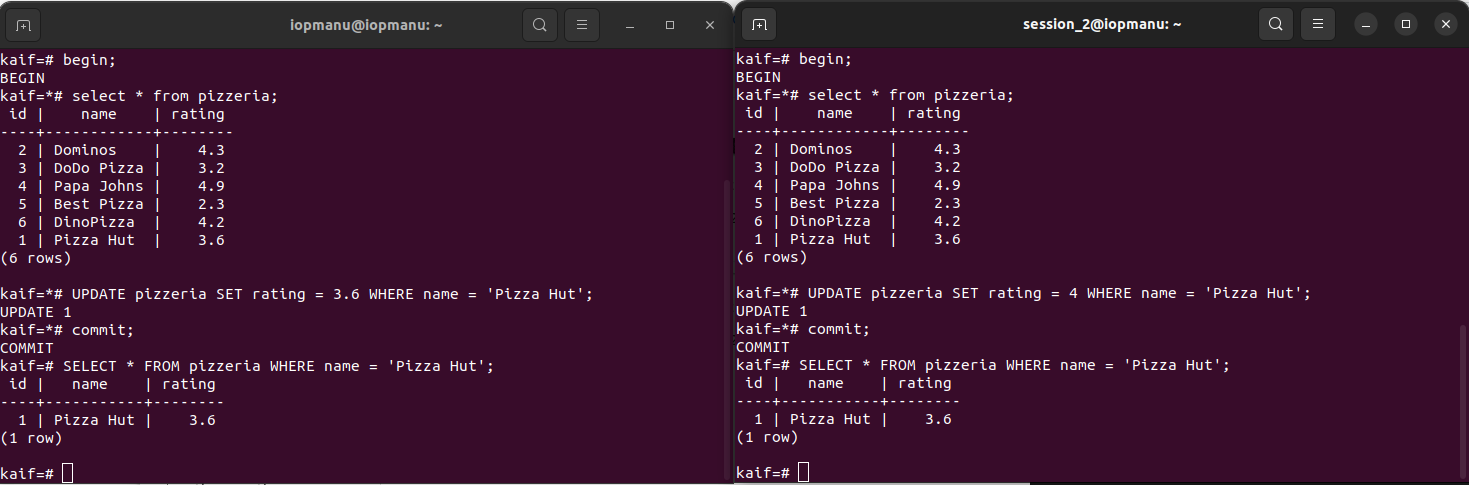 iopmanu@iopmanu: ~
kaif=# begin;
BEGIN
kaif=*# select * from pizzeria;
 id |    name    | rating
----+------------+--------
  2 | Dominos    |    4.3
  3 | DoDo Pizza |    3.2
  4 | Papa Johns |    4.9
  5 | Best Pizza |    2.3
  6 | DinoPizza  |    4.2
  1 | Pizza Hut  |    3.6
(6 rows)

kaif=*# UPDATE pizzeria SET rating = 3.6 WHERE name = 'Pizza Hut';
UPDATE 1
kaif=*# commit;
COMMIT
kaif=# SELECT * FROM pizzeria WHERE name = 'Pizza Hut';
 id |   name    | rating
----+-----------+--------
  1 | Pizza Hut |    3.6
(1 row)

kaif=#
session_2@iopmanu: ~
kaif=# begin;
BEGIN
kaif=*# select * from pizzeria;
 id |    name    | rating
----+------------+--------
  2 | Dominos    |    4.3
  3 | DoDo Pizza |    3.2
  4 | Papa Johns |    4.9
  5 | Best Pizza |    2.3
  6 | DinoPizza  |    4.2
  1 | Pizza Hut  |    3.6
(6 rows)

kaif=*# UPDATE pizzeria SET rating = 4 WHERE name = 'Pizza Hut';
UPDATE 1
kaif=*# commit;
COMMIT
kaif=# SELECT * FROM pizzeria WHERE name = 'Pizza Hut';
 id |   name    | rating
----+-----------+--------
  1 | Pizza Hut |    3.6
(1 row)

kaif=#